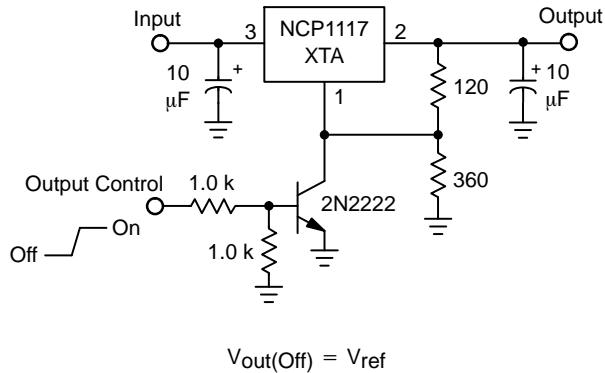 Input
Output
3
NCP1117
XTA
2
10
µF
+
1
120
+
10
µF
360
Output Control
1.0 k
2N2222
On
Off
1.0 k
Vout(Off) = Vref